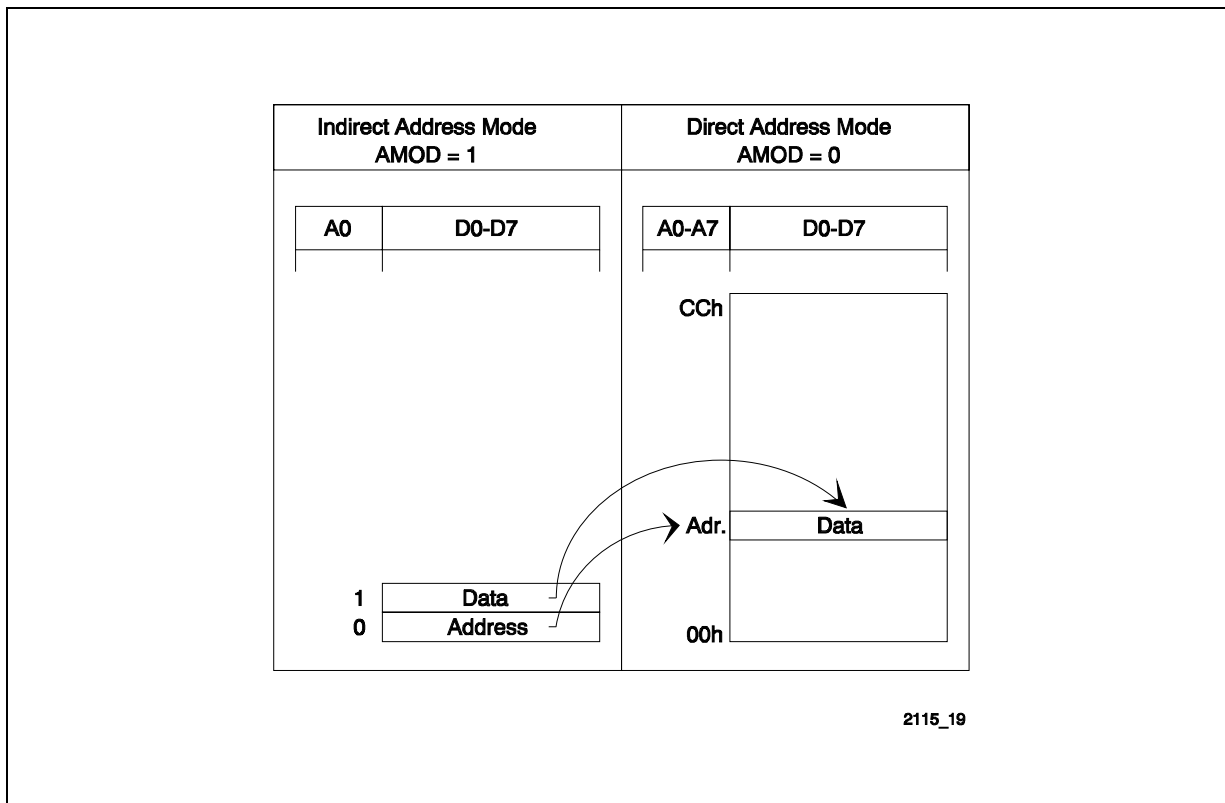 Indirect Address Mode
AMOD = 1
Direct Address Mode
AMOD = 0
A0 D0-D7
A0-A7 D0-D7
CCh
Adr. Data
1 Data
0 Address
00h
2115_19